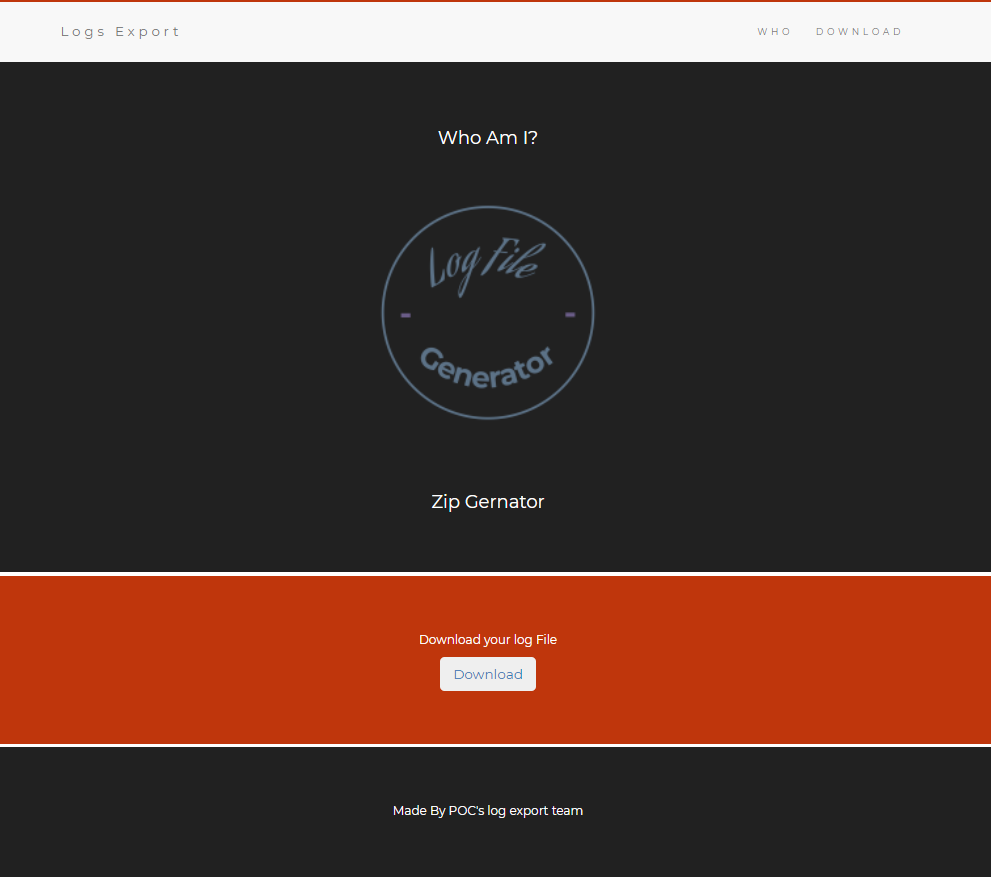 Logs Export
WHO DOWNLOAD
Who Am I?
Log File
- -
Generator
Zip Gernator
Download your log File
Download
Made By POC's log export team